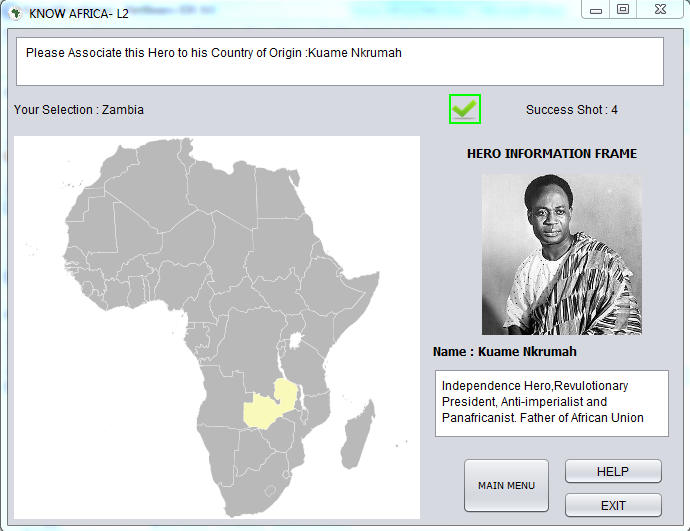 KNOW AFRICA- L2
Please Associate this Hero to his Country of Origin :Kuame Nkrumah
Your Selection : Zambia
Success Shot : 4
HERO INFORMATION FRAME
Name : Kuame Nkrumah
Independence Hero,Revulotionary
President, Anti-imperialist and
Panafricanist. Father of African Union
MAIN MENU
HELP
EXIT